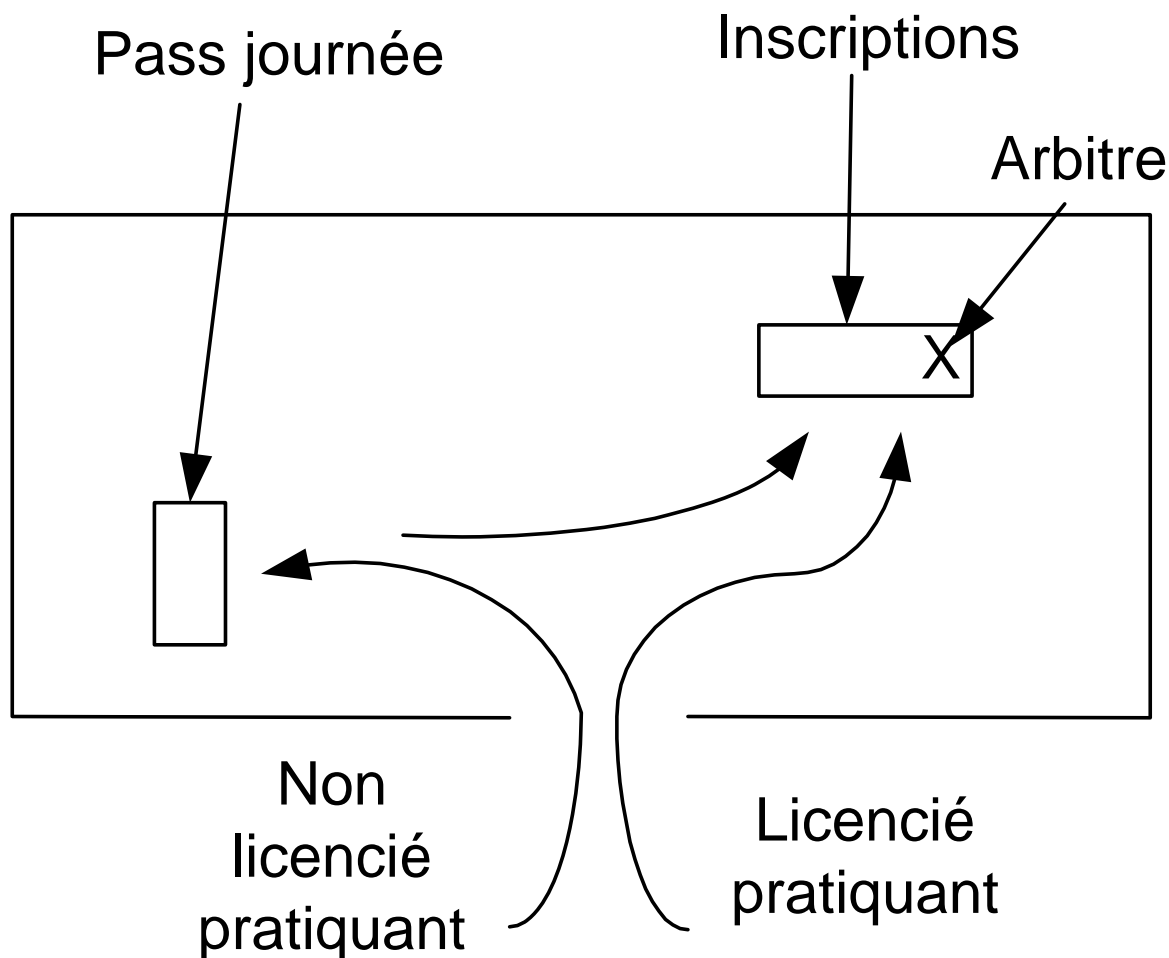 Pass journée
Inscriptions
Arbitre
X
Non
licencié
pratiquant
Licencié
pratiquant